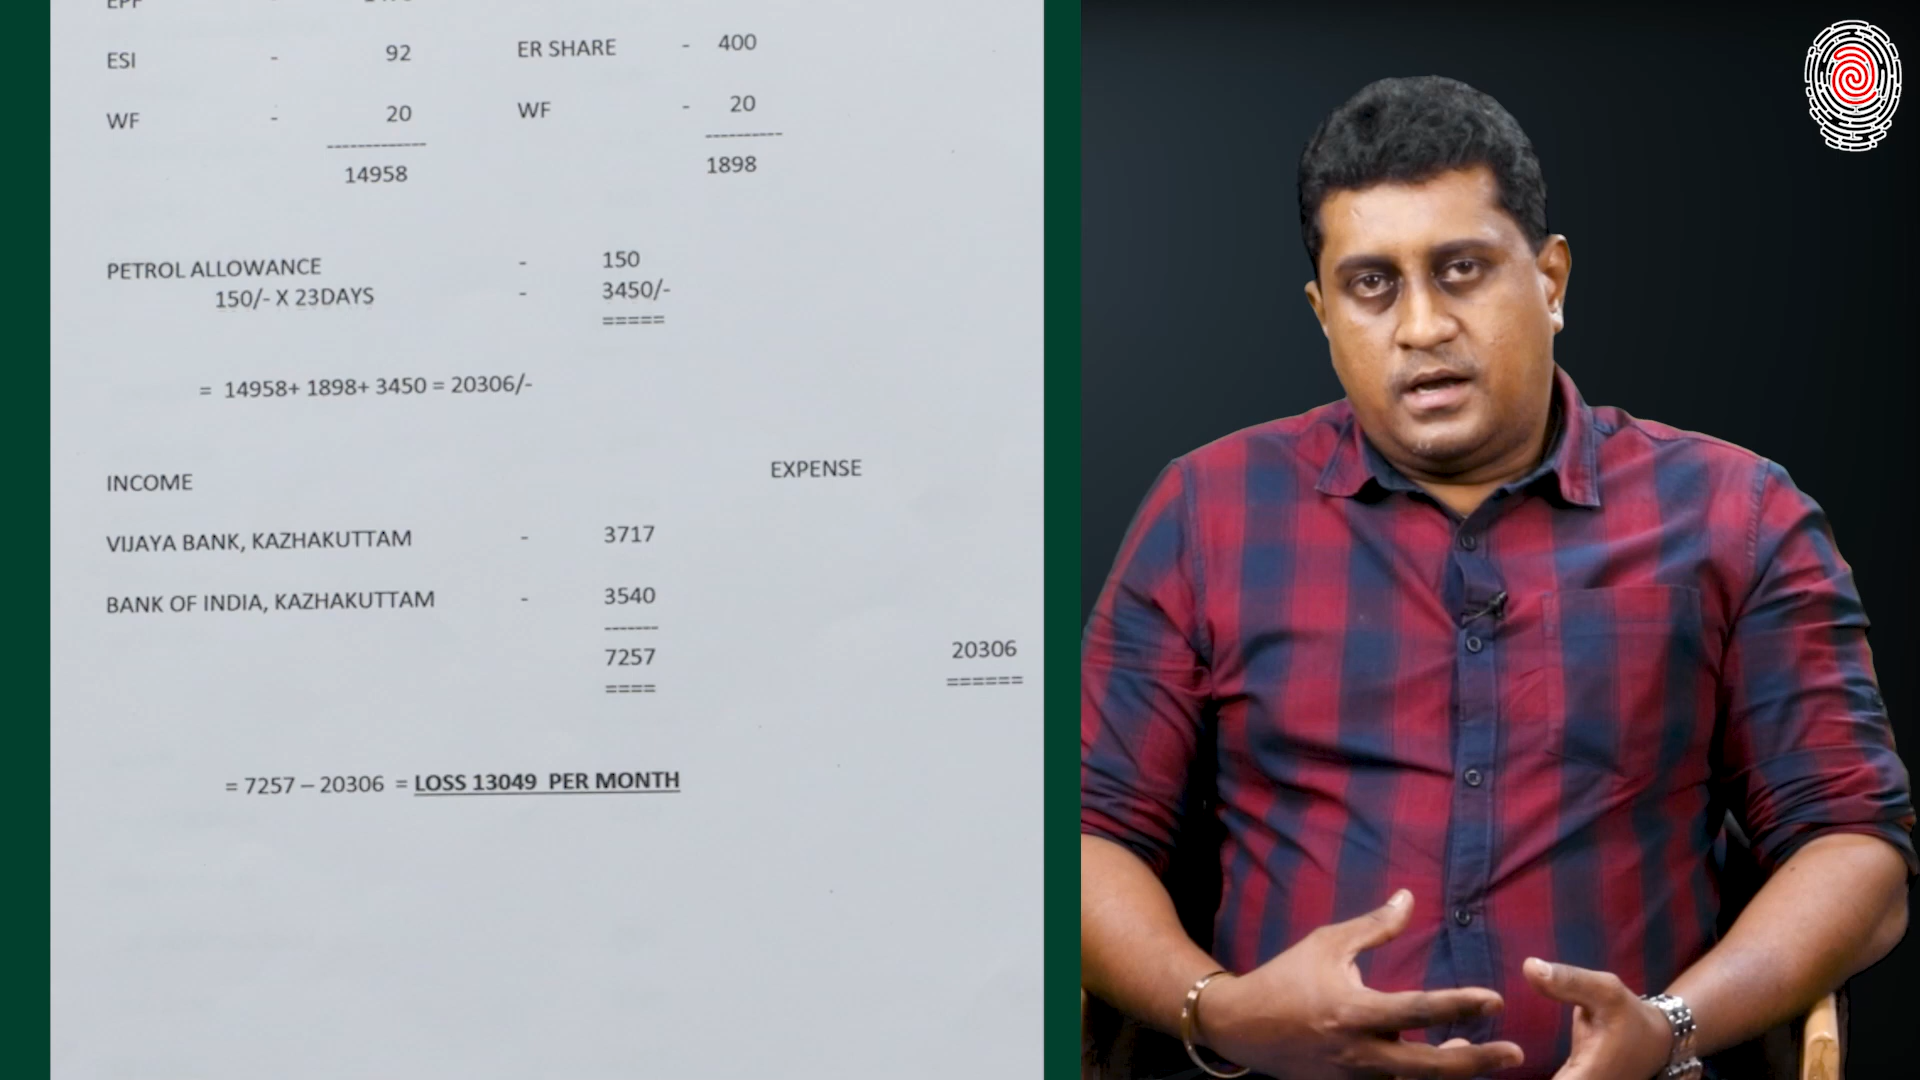 EPF -
ESI - 92 ER SHARE - 400
WF - 20 WF - 20
------------- ----------
14958 1898
PETROL ALLOWANCE - 150
150/- X 23DAYS - 3450/-
=====
= 14958+ 1898+ 3450 = 20306/-
INCOME EXPENSE
VIJAYA BANK, KAZHAKUTTAM - 3717
BANK OF INDIA, KAZHAKUTTAM - 3540
-------
7257 20306
==== ======
= 7257 – 20306 = LOSS 13049 PER MONTH